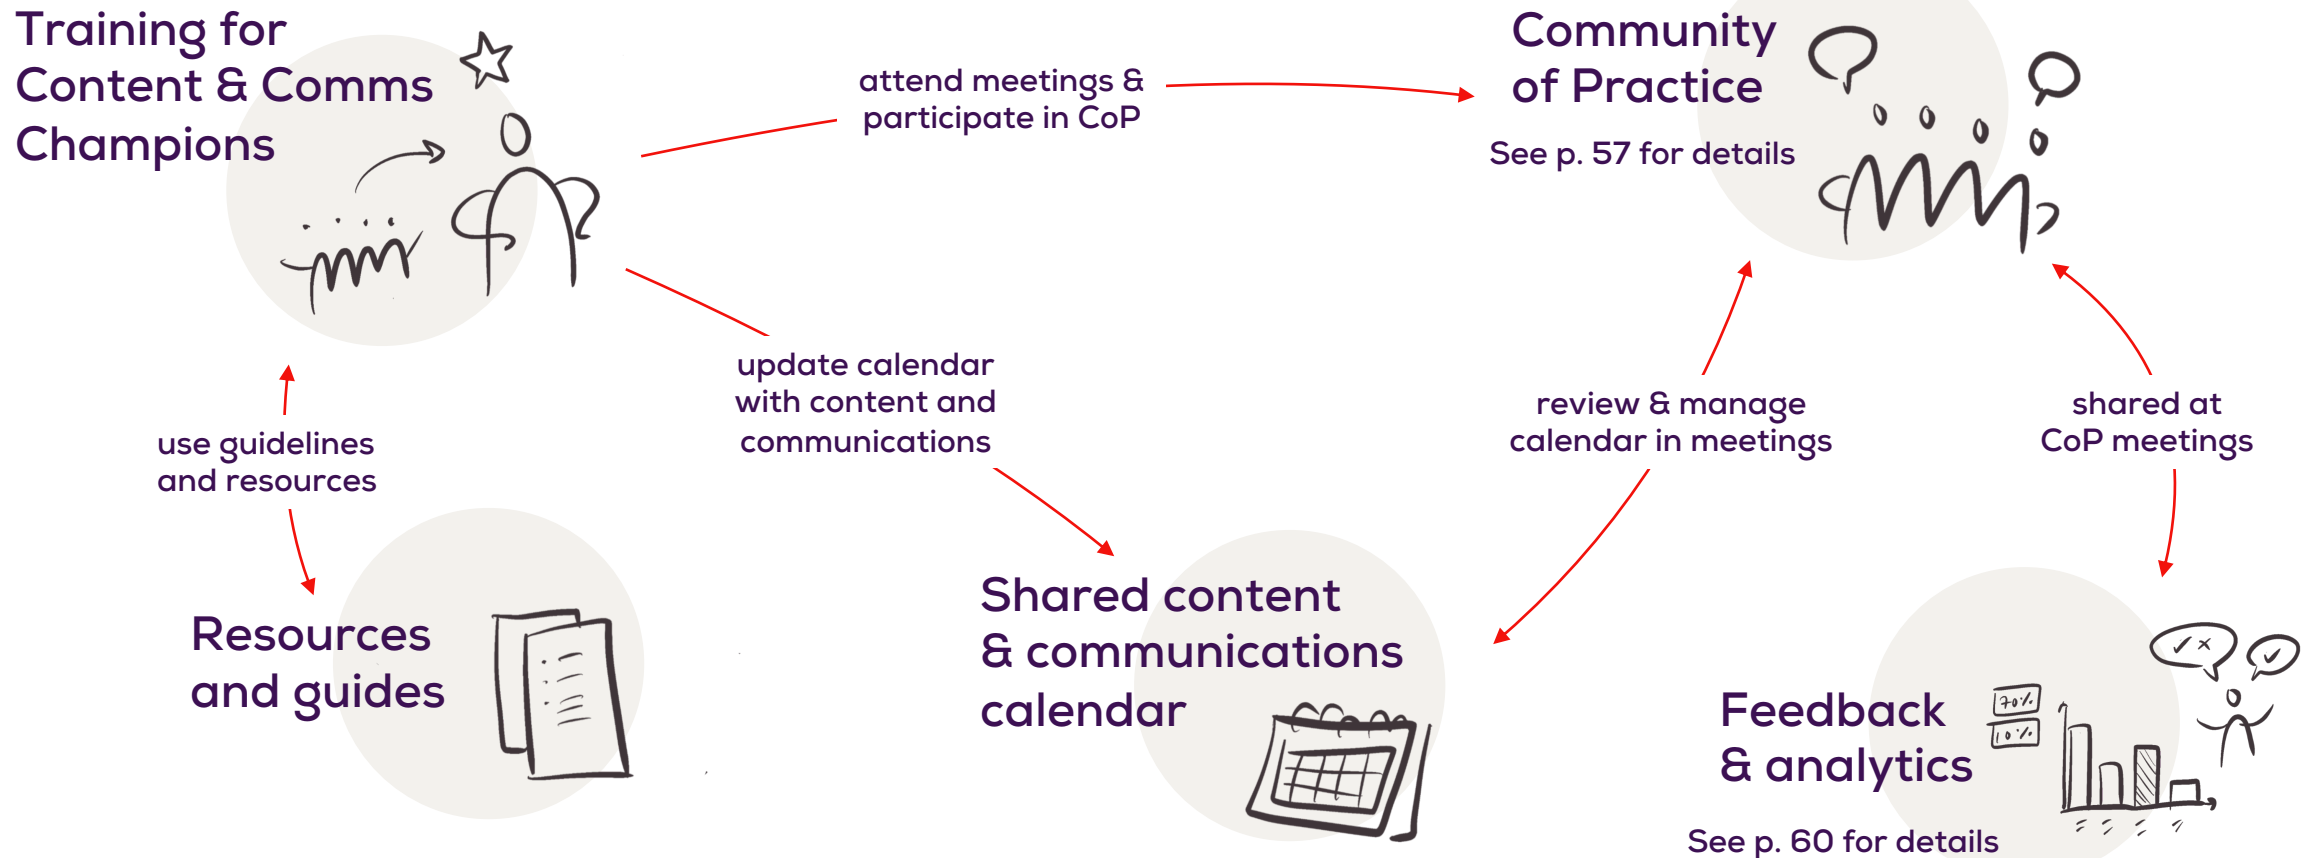 Training for
Content & Comms
Champions
attend meetings &
participate in CoP
Community
of Practice
See p. 57 for details
use guidelines
and resources
update calendar
with content and
communications
review & manage
calendar in meetings
shared at
CoP meetings
Resources
and guides
Shared content
& communications
calendar
Feedback
& analytics
See p. 60 for details
70%
10%